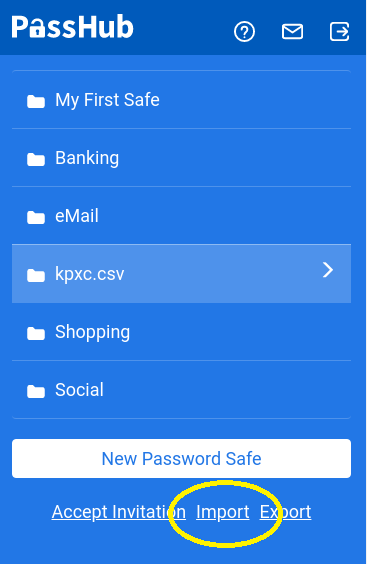 PassHub
My First Safe
Banking
eMail
kpxc.csv
Shopping
Social
New Password Safe
Accept Invitation Import Export